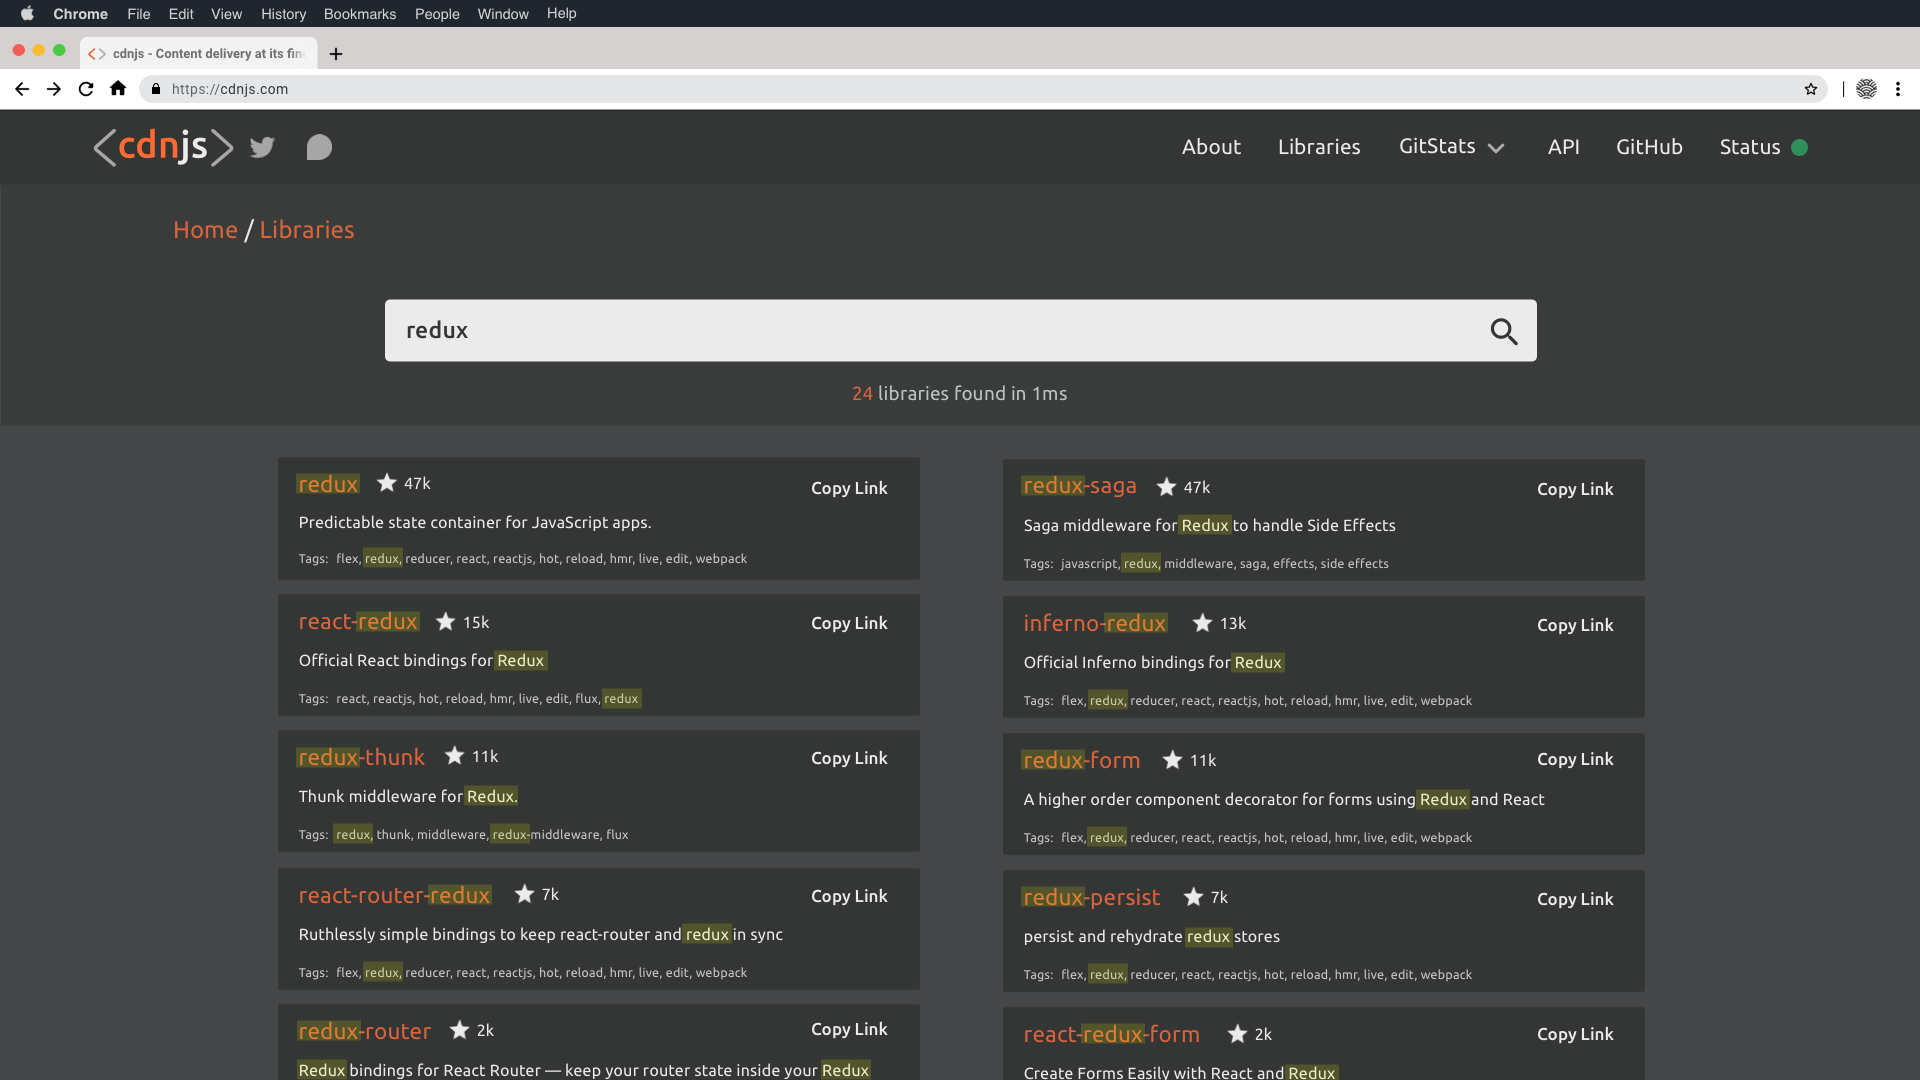 Chrome File Edit View History Bookmarks People Window Help
cdnjs - Content delivery at its fin
https://cdnjs.com
<cdnjs> About Libraries GitStats API GitHub Status
Home / Libraries
redux
24 libraries found in 1ms
redux 47k Copy Link
Predictable state container for JavaScript apps.
Tags: flex, redux, reducer, react, reactjs, hot, reload, hmr, live, edit, webpack
redux-saga 47k Copy Link
Saga middleware for Redux to handle Side Effects
Tags: javascript, redux, middleware, saga, effects, side effects
react-redux 15k Copy Link
Official React bindings for Redux
Tags: react, reactjs, hot, reload, hmr, live, edit, flux, redux
inferno-redux 13k Copy Link
Official Inferno bindings for Redux
Tags: flex, redux, reducer, react, reactjs, hot, reload, hmr, live, edit, webpack
redux-thunk 11k Copy Link
Thunk middleware for Redux.
Tags: redux, thunk, middleware, redux-middleware, flux
redux-form 11k Copy Link
A higher order component decorator for forms using Redux and React
Tags: flex, redux, reducer, react, reactjs, hot, reload, hmr, live, edit, webpack
react-router-redux 7k Copy Link
Ruthlessly simple bindings to keep react-router and redux in sync
Tags: flex, redux, reducer, react, reactjs, hot, reload, hmr, live, edit, webpack
redux-persist 7k Copy Link
persist and rehydrate redux stores
Tags: flex, redux, reducer, react, reactjs, hot, reload, hmr, live, edit, webpack
redux-router 2k Copy Link
Redux bindings for React Router — keep your router state inside your Redux
react-redux-form 2k Copy Link
Create Forms Easily with React and Redux